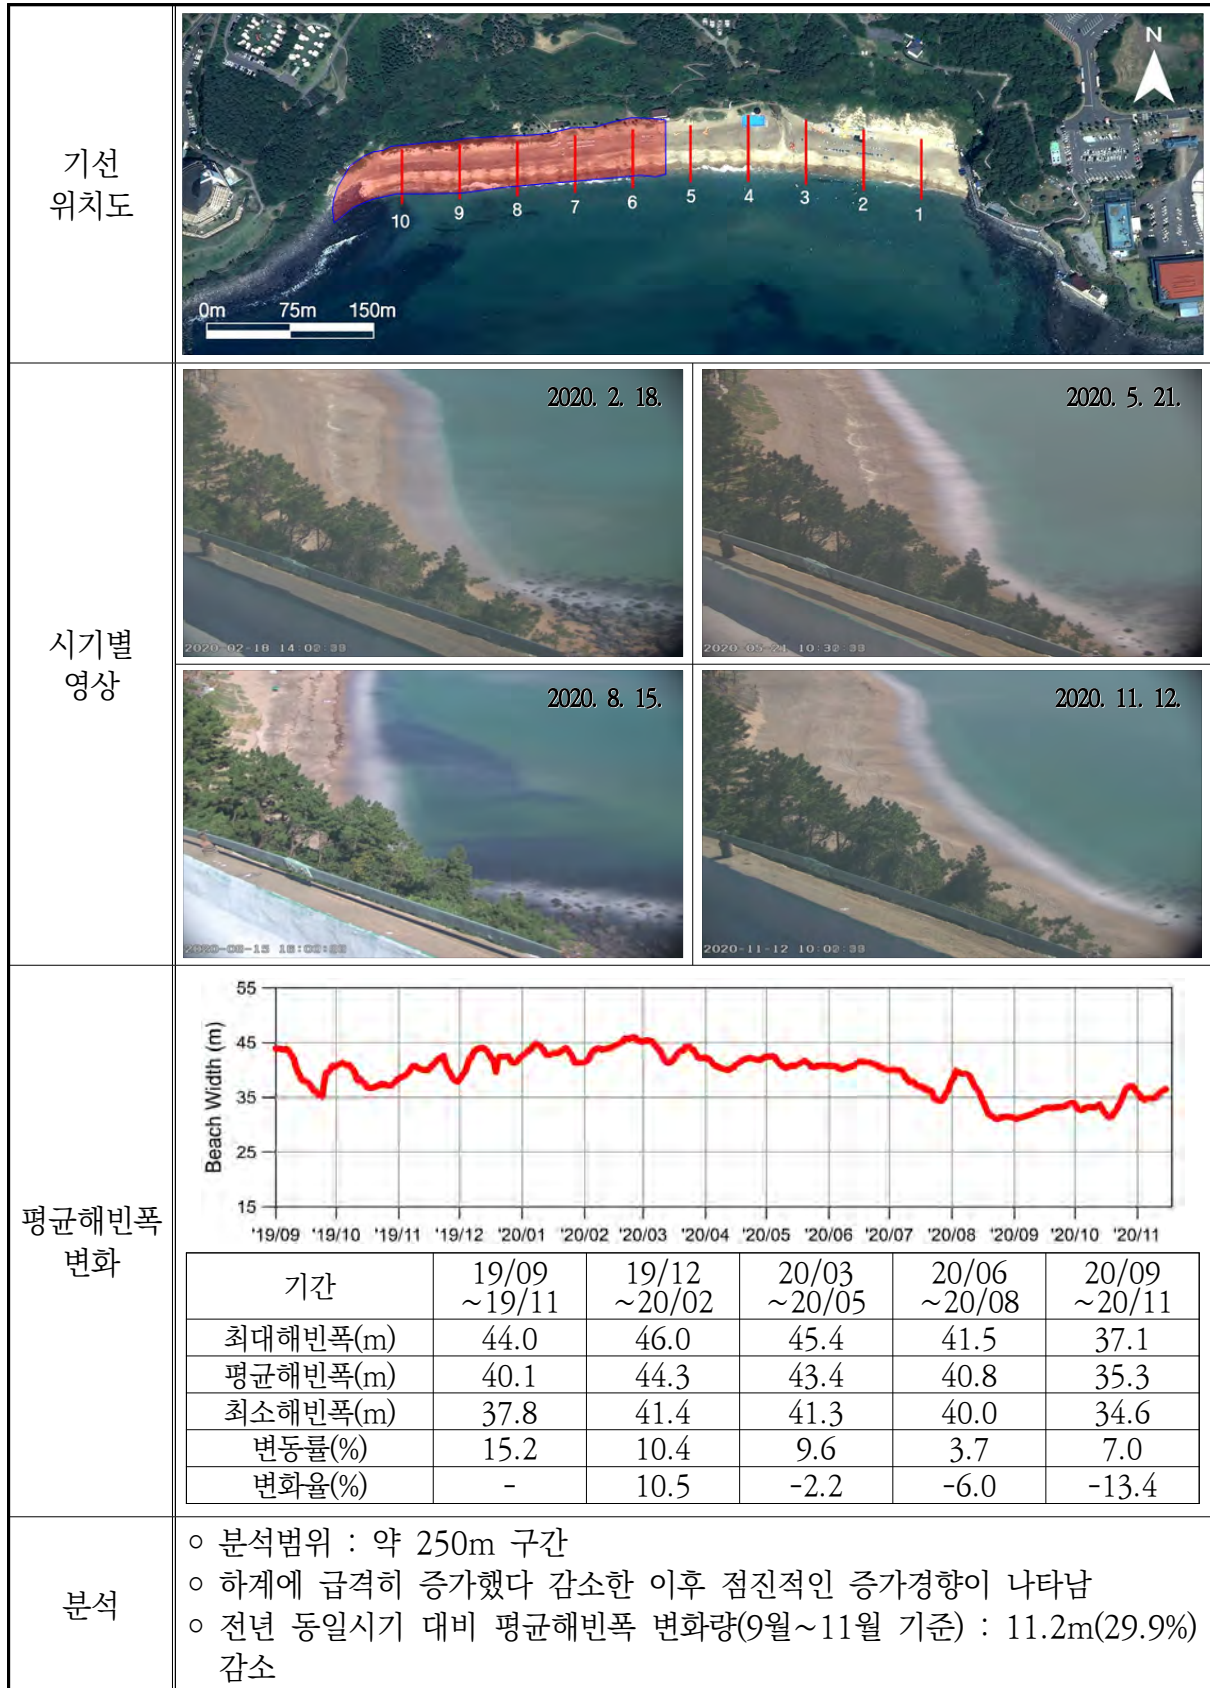 기선
위치도
N
10
9
8
7
6
5
4
3
2
1
0m 75m 150m
시기별
영상
2020. 2. 18.
2020-02-18 14:02:38
2020. 5. 21.
2020-05-21 10:32:38
2020. 8. 15.
2020-08-15 16:02:38
2020. 11. 12.
2020-11-12 10:02:38
평균해빈폭
변화
Beach Width (m)
55
45
35
25
15
'19/09 '19/10 '19/11 '19/12 '20/01 '20/02 '20/03 '20/04 '20/05 '20/06 '20/07 '20/08 '20/09 '20/10 '20/11
기간 19/09 ~19/11 19/12 ~20/02 20/03 ~20/05 20/06 ~20/08 20/09 ~20/11
최대해빈폭(m) 44.0 46.0 45.4 41.5 37.1
평균해빈폭(m) 40.1 44.3 43.4 40.8 35.3
최소해빈폭(m) 37.8 41.4 41.3 40.0 34.6
변동률(%) 15.2 10.4 9.6 3.7 7.0
변화율(%) - 10.5 -2.2 -6.0 -13.4
분석
○ 분석범위 : 약 250m 구간
○ 하계에 급격히 증가했다 감소한 이후 점진적인 증가경향이 나타남
○ 전년 동일시기 대비 평균해빈폭 변화량(9월~11월 기준) : 11.2m(29.9%)
감소